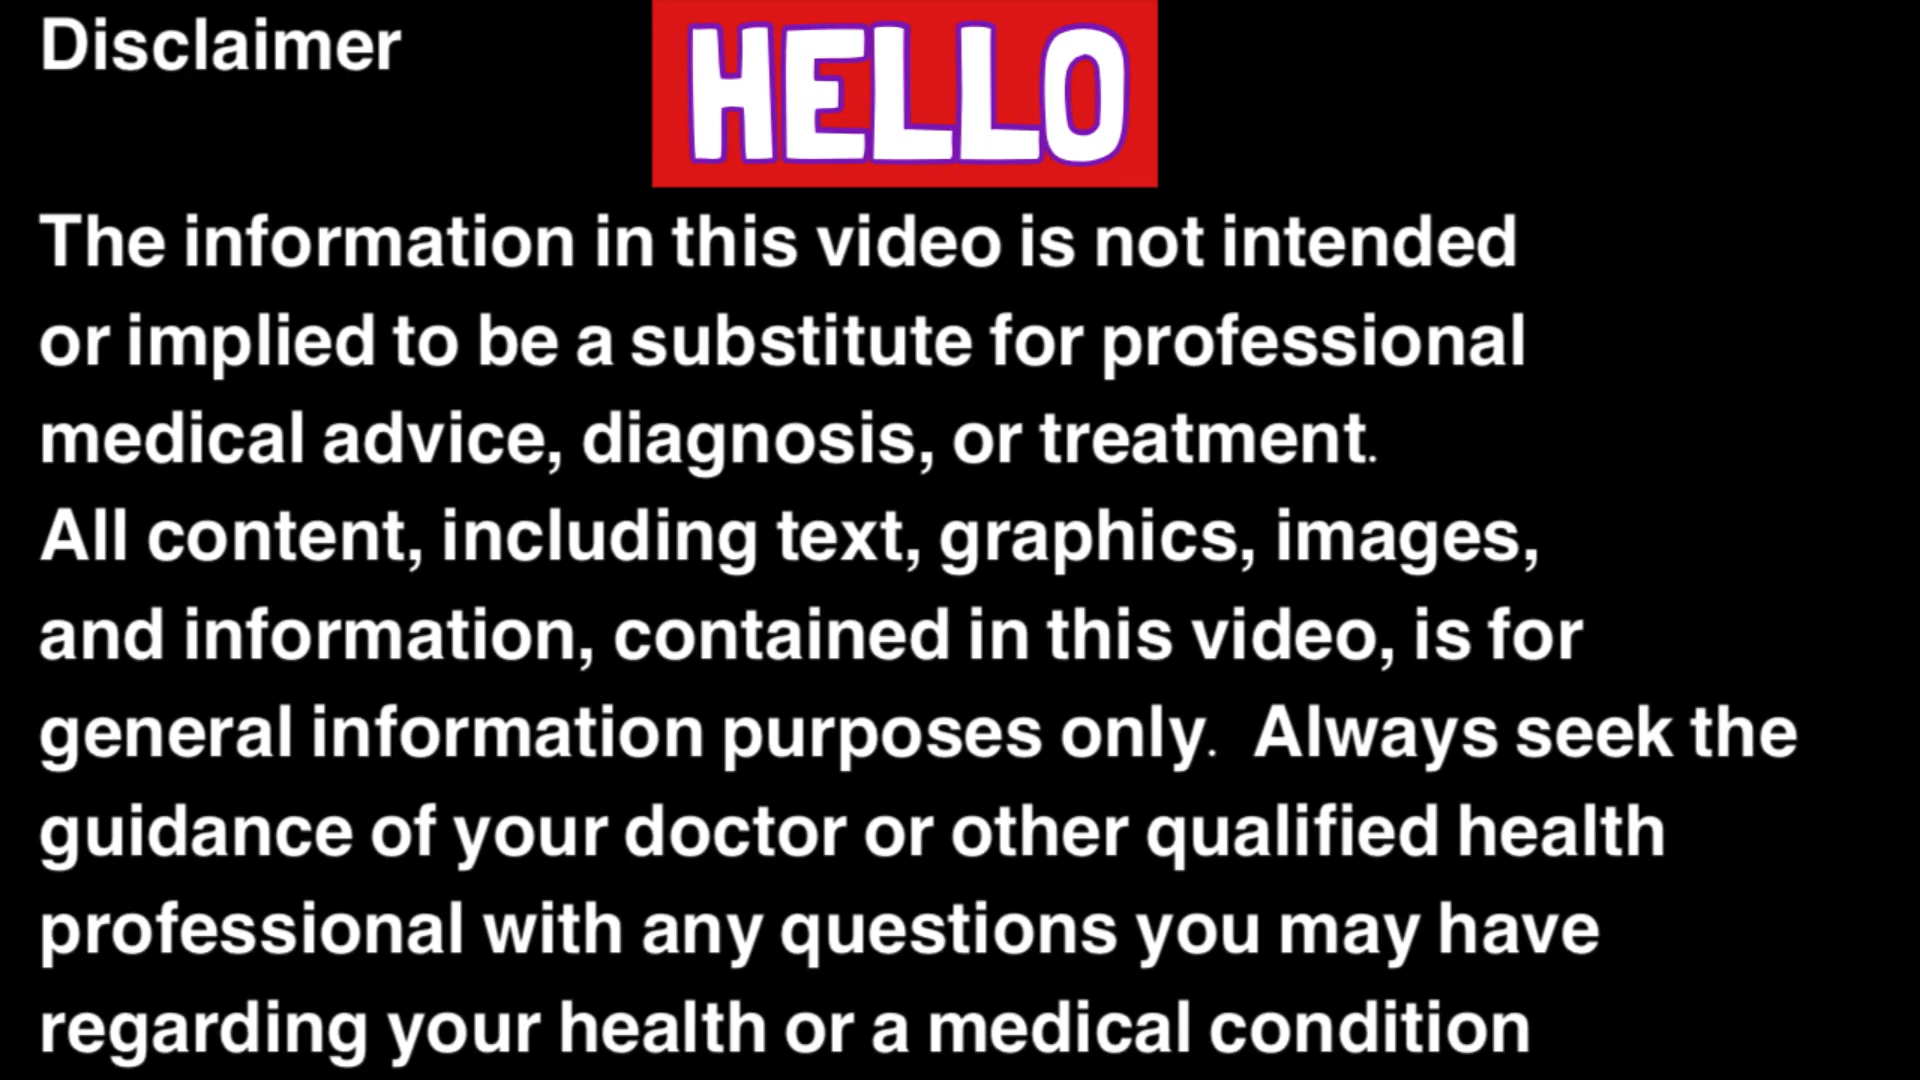 Disclaimer
HELLO
The information in this video is not intended
or implied to be a substitute for professional
medical advice, diagnosis, or treatment.
All content, including text, graphics, images,
and information, contained in this video, is for
general information purposes only.  Always seek the
guidance of your doctor or other qualified health
professional with any questions you may have
regarding your health or a medical condition